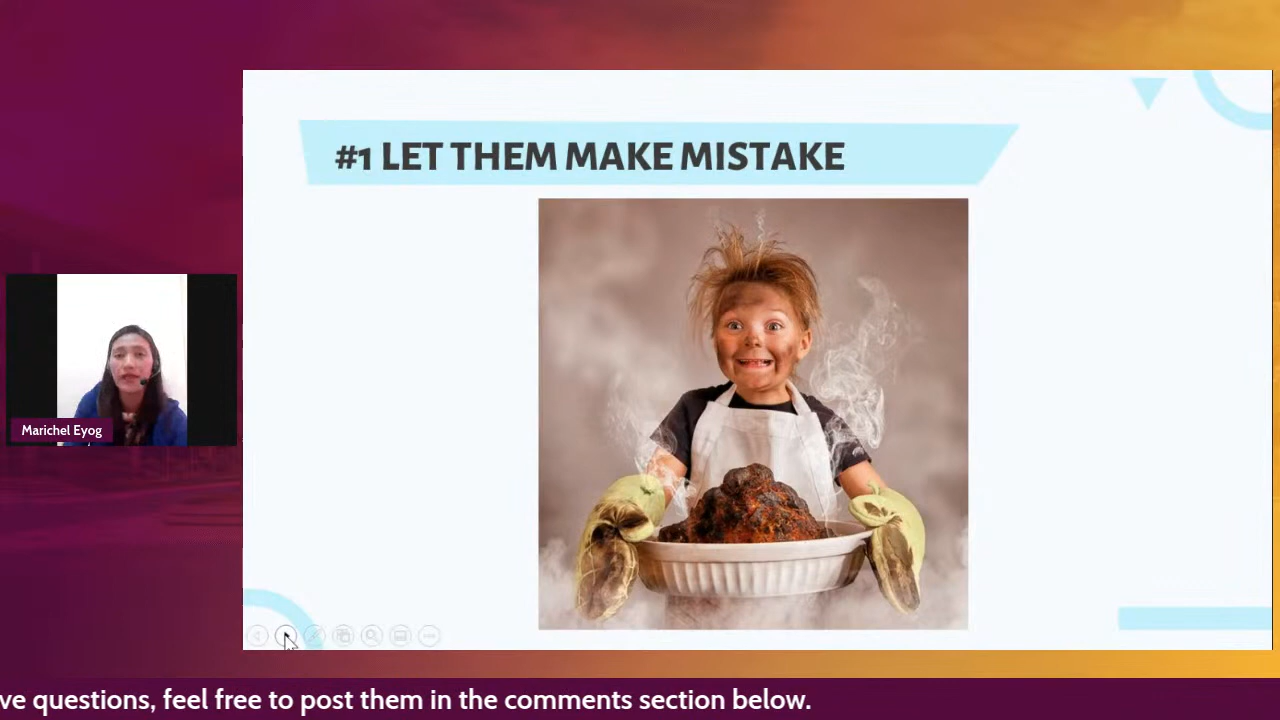 #1 LET THEM MAKE MISTAKE
Marichel Eyog
ve questions, feel free to post them in the comments section below.